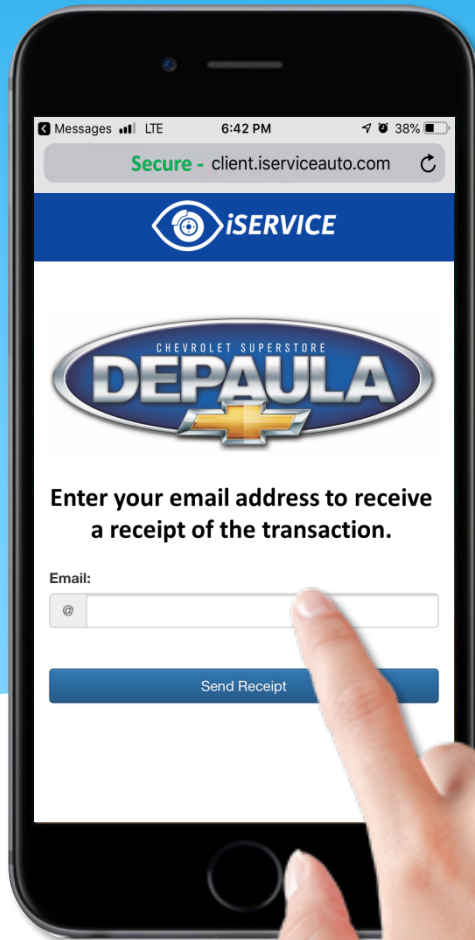 Messages LTE 6:42 PM 38%
Secure - client.iserviceauto.com
iSERVICE
CHEVROLET SUPERSTORE
DEPAULA
Enter your email address to receive
a receipt of the transaction.
Email:
@
Send Receipt